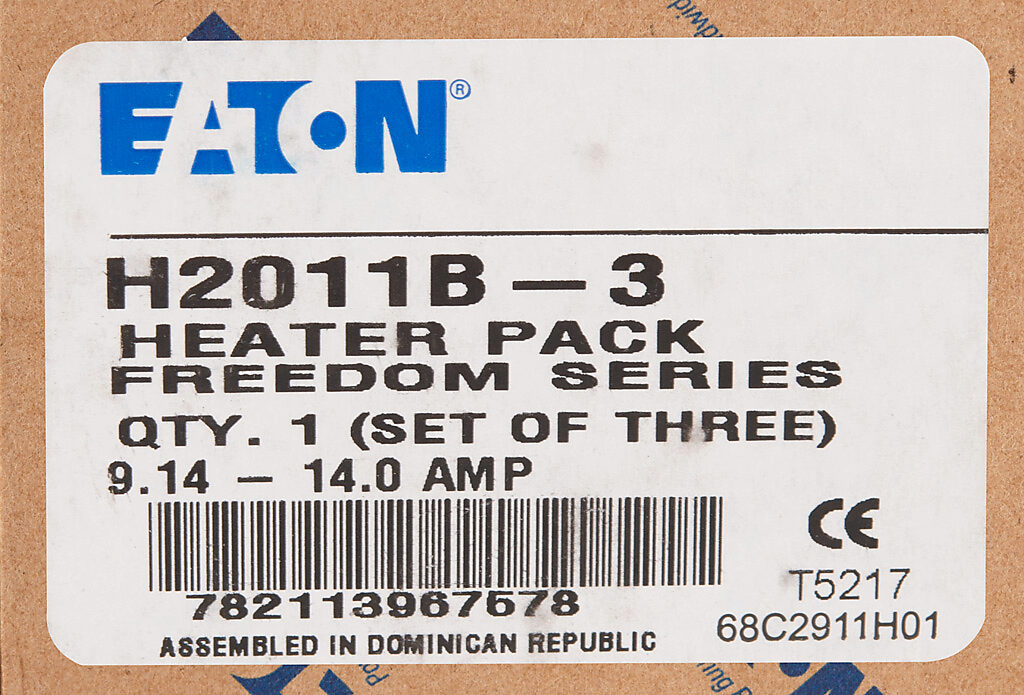 EATON®
H2011B – 3
HEATER PACK
FREEDOM SERIES
QTY. 1 (SET OF THREE)
9.14 – 14.0 AMP
CE
782113967678
T5217
68C2911H01
ASSEMBLED IN DOMINICAN REPUBLIC